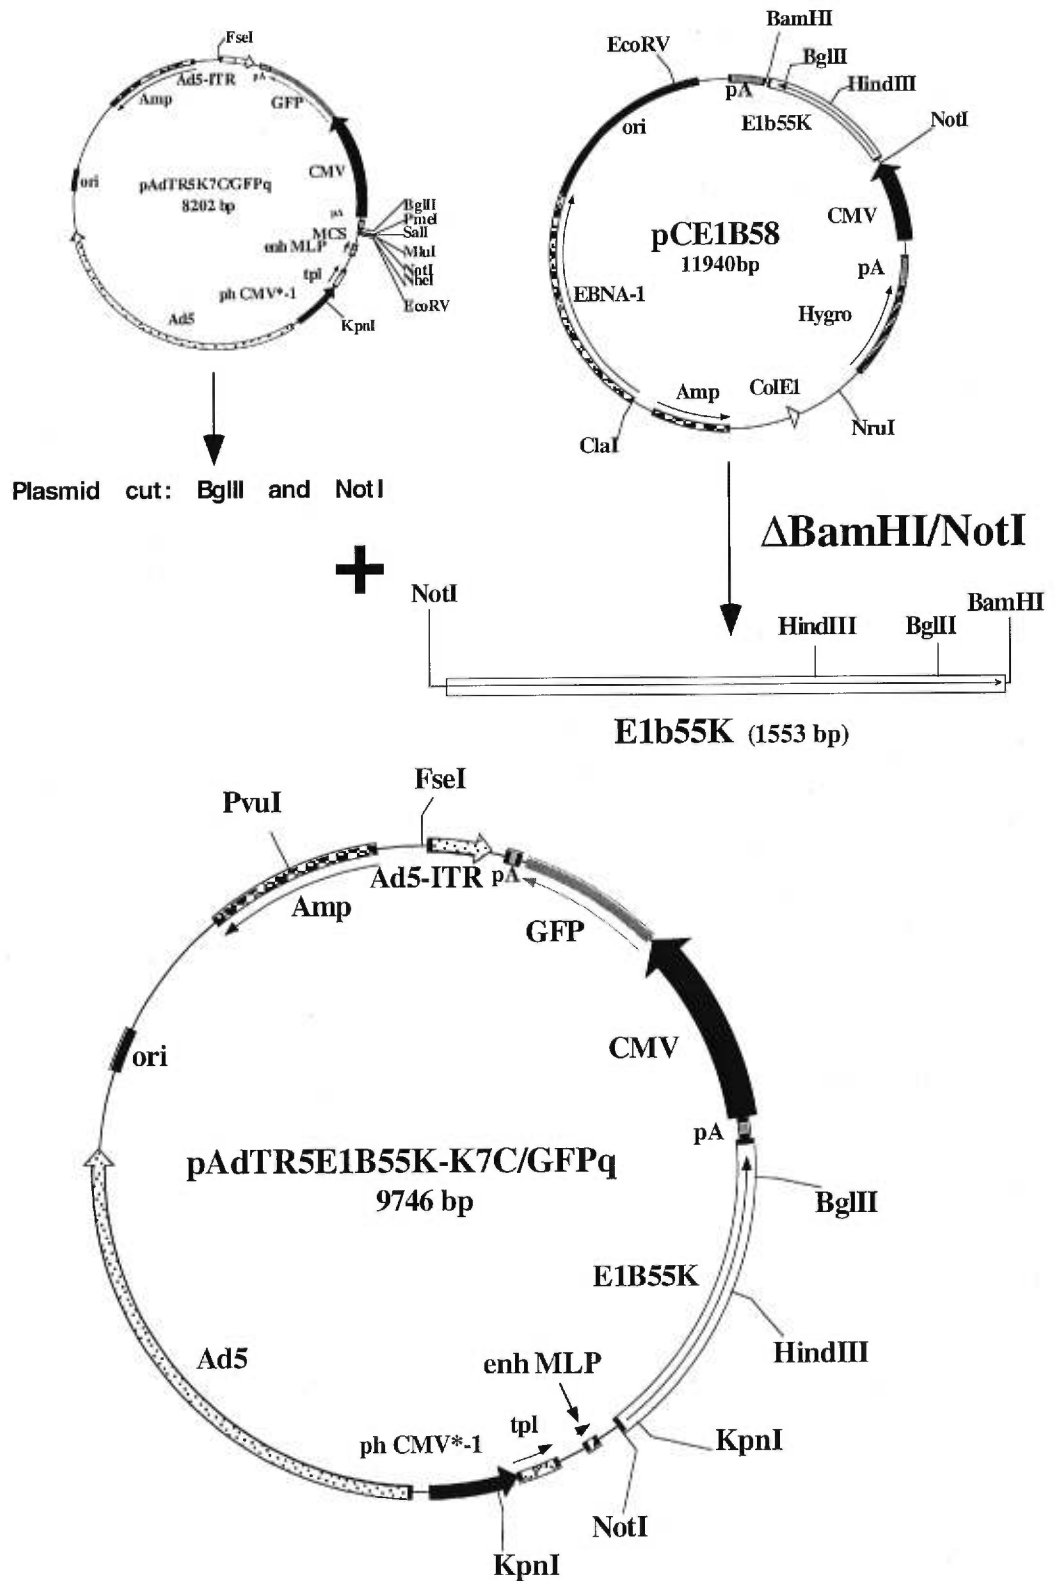 FseI
Ad5-ITR
pA
Amp
GFP
ori
pAdTR5K7C/GFPq
8202 bp
CMV
pA
BglII
PmeI
MCS
SalI
enh MLP
MluI
tpl
NotI
NheI
ph CMV*-1
EcoRV
Ad5
KpnI
BamHI
EcoRV
BglII
HindIII
pA
E1b55K
NotI
ori
CMV
pCE1B58
11940bp
pA
EBNA-1
Hygro
Amp
ColE1
ClaI
NruI
Plasmid cut: BglII and NotI
ΔBamHI/NotI
+
NotI
BamHI
HindIII
BglII
E1b55K (1553 bp)
FseI
PvuI
Ad5-ITR
pA
Amp
GFP
CMV
ori
pA
pAdTR5E1B55K-K7C/GFPq
9746 bp
BglII
E1B55K
HindIII
Ad5
enh MLP
tpl
ph CMV*-1
KpnI
NotI
KpnI